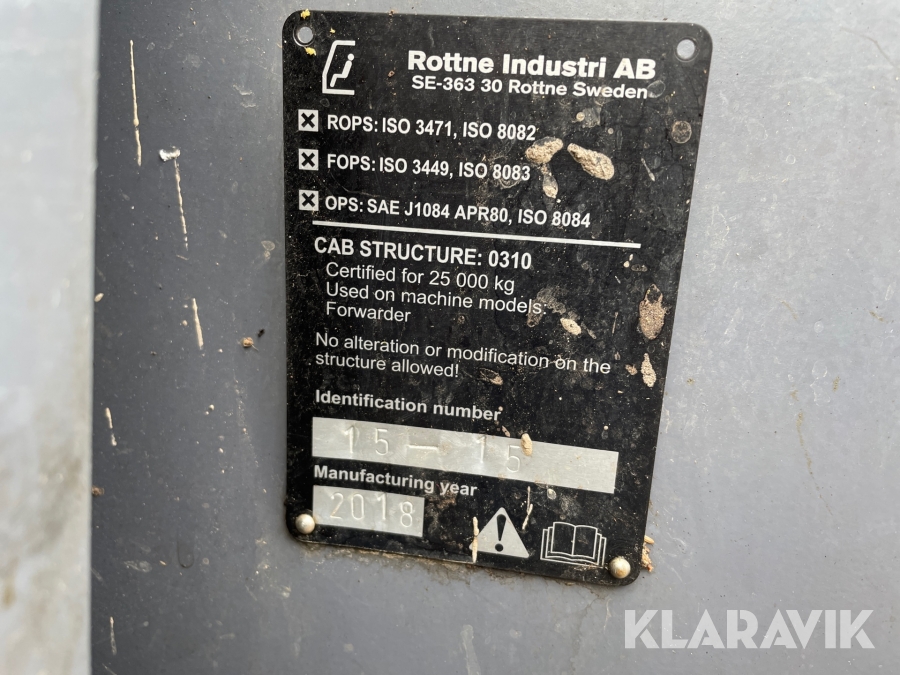 Rottne Industri AB
SE-363 30 Rottne Sweden
ROPS: ISO 3471, ISO 8082
FOPS: ISO 3449, ISO 8083
OPS: SAE J1084 APR80, ISO 8084
CAB STRUCTURE: 0310
Certified for 25 000 kg
Used on machine models:
Forwarder
No alteration or modification on the
structure allowed!
Identification number
15-15
Manufacturing year
2018
KLARAVIK